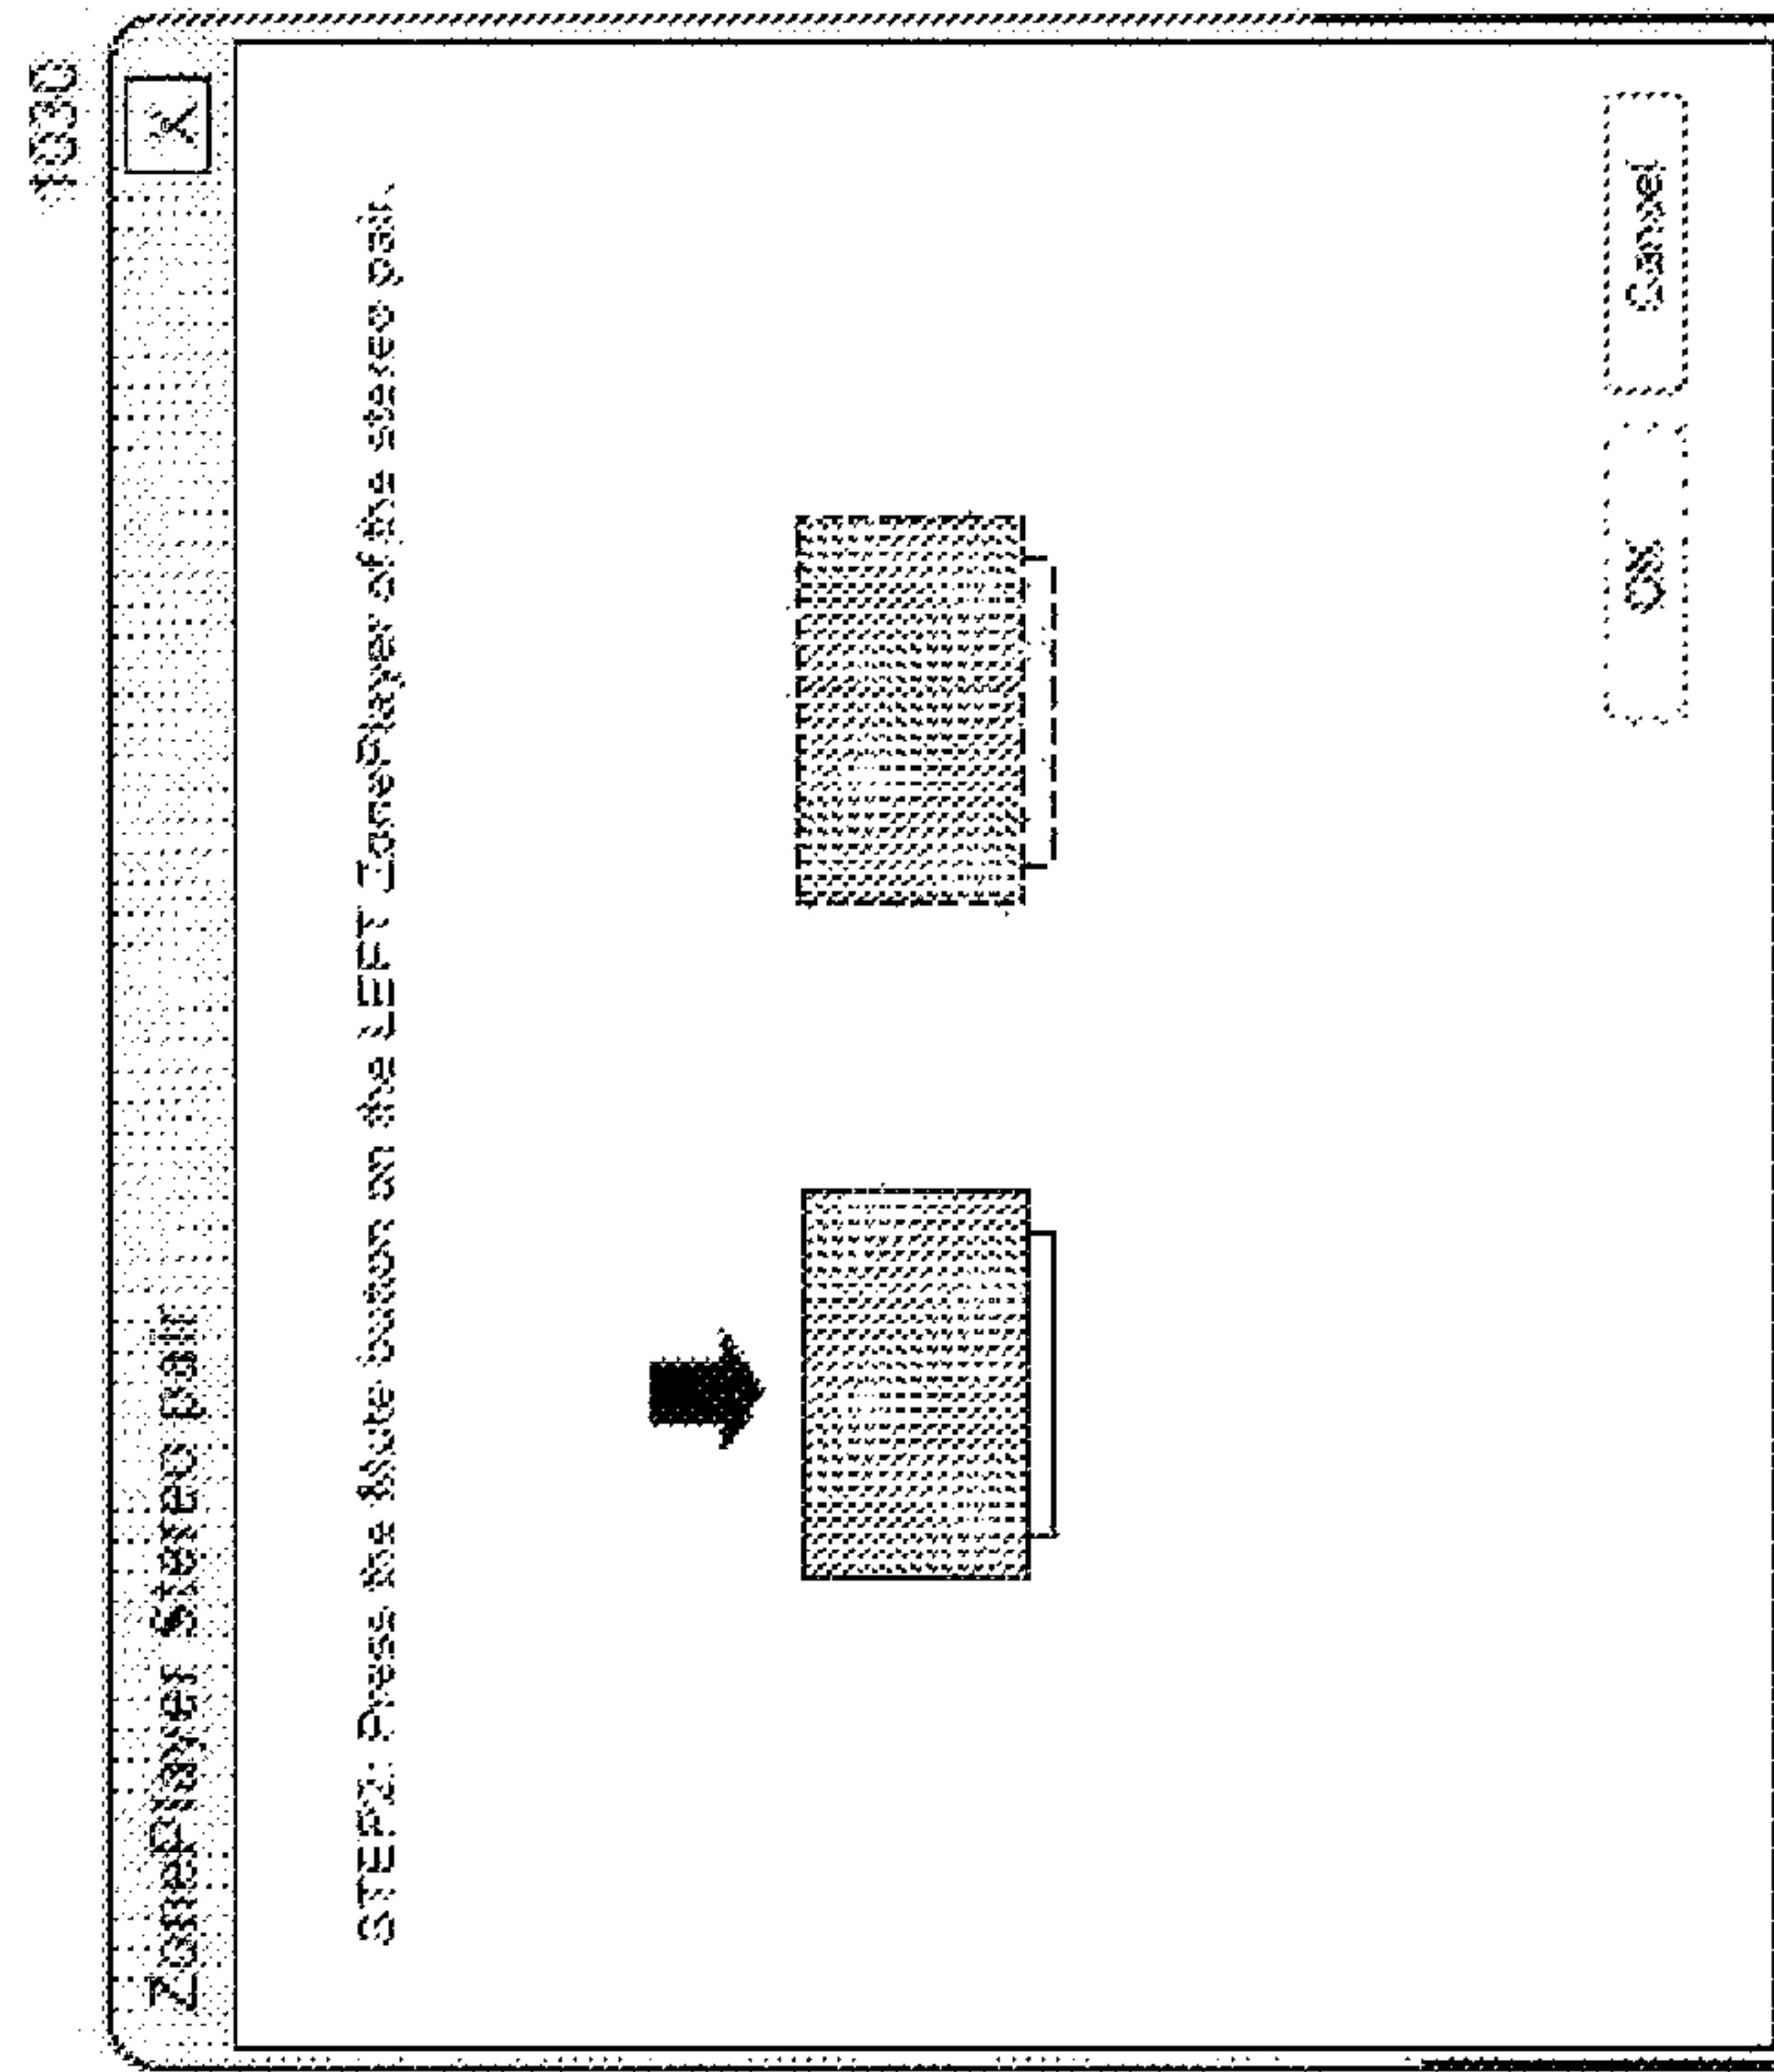 1030
ZonePlayer Stereo pair
X
STEP2: Press the Mute button on the LEFT ZonePlayer of the stereo pair.
OK
Cancel